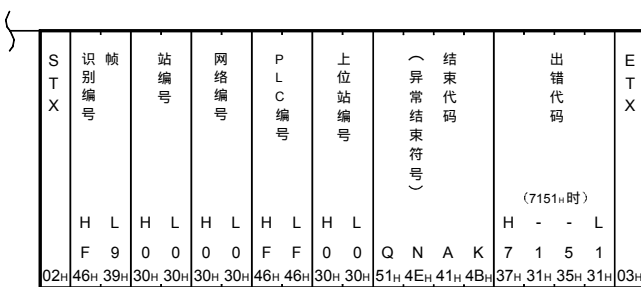 STX
帧识别编号
站编号
网络编号
PLC编号
上位站编号
结束代码(异常结束符号)
出错代码
(7151H时)
H L H L H L H L H L H - - L
F 9 0 0 0 0 F F 0 0 Q N A K 7 1 5 1
02H 46H 39H 30H 30H 30H 30H 46H 46H 30H 30H 51H 4EH 41H 4BH 37H 31H 35H 31H 03H
ETX